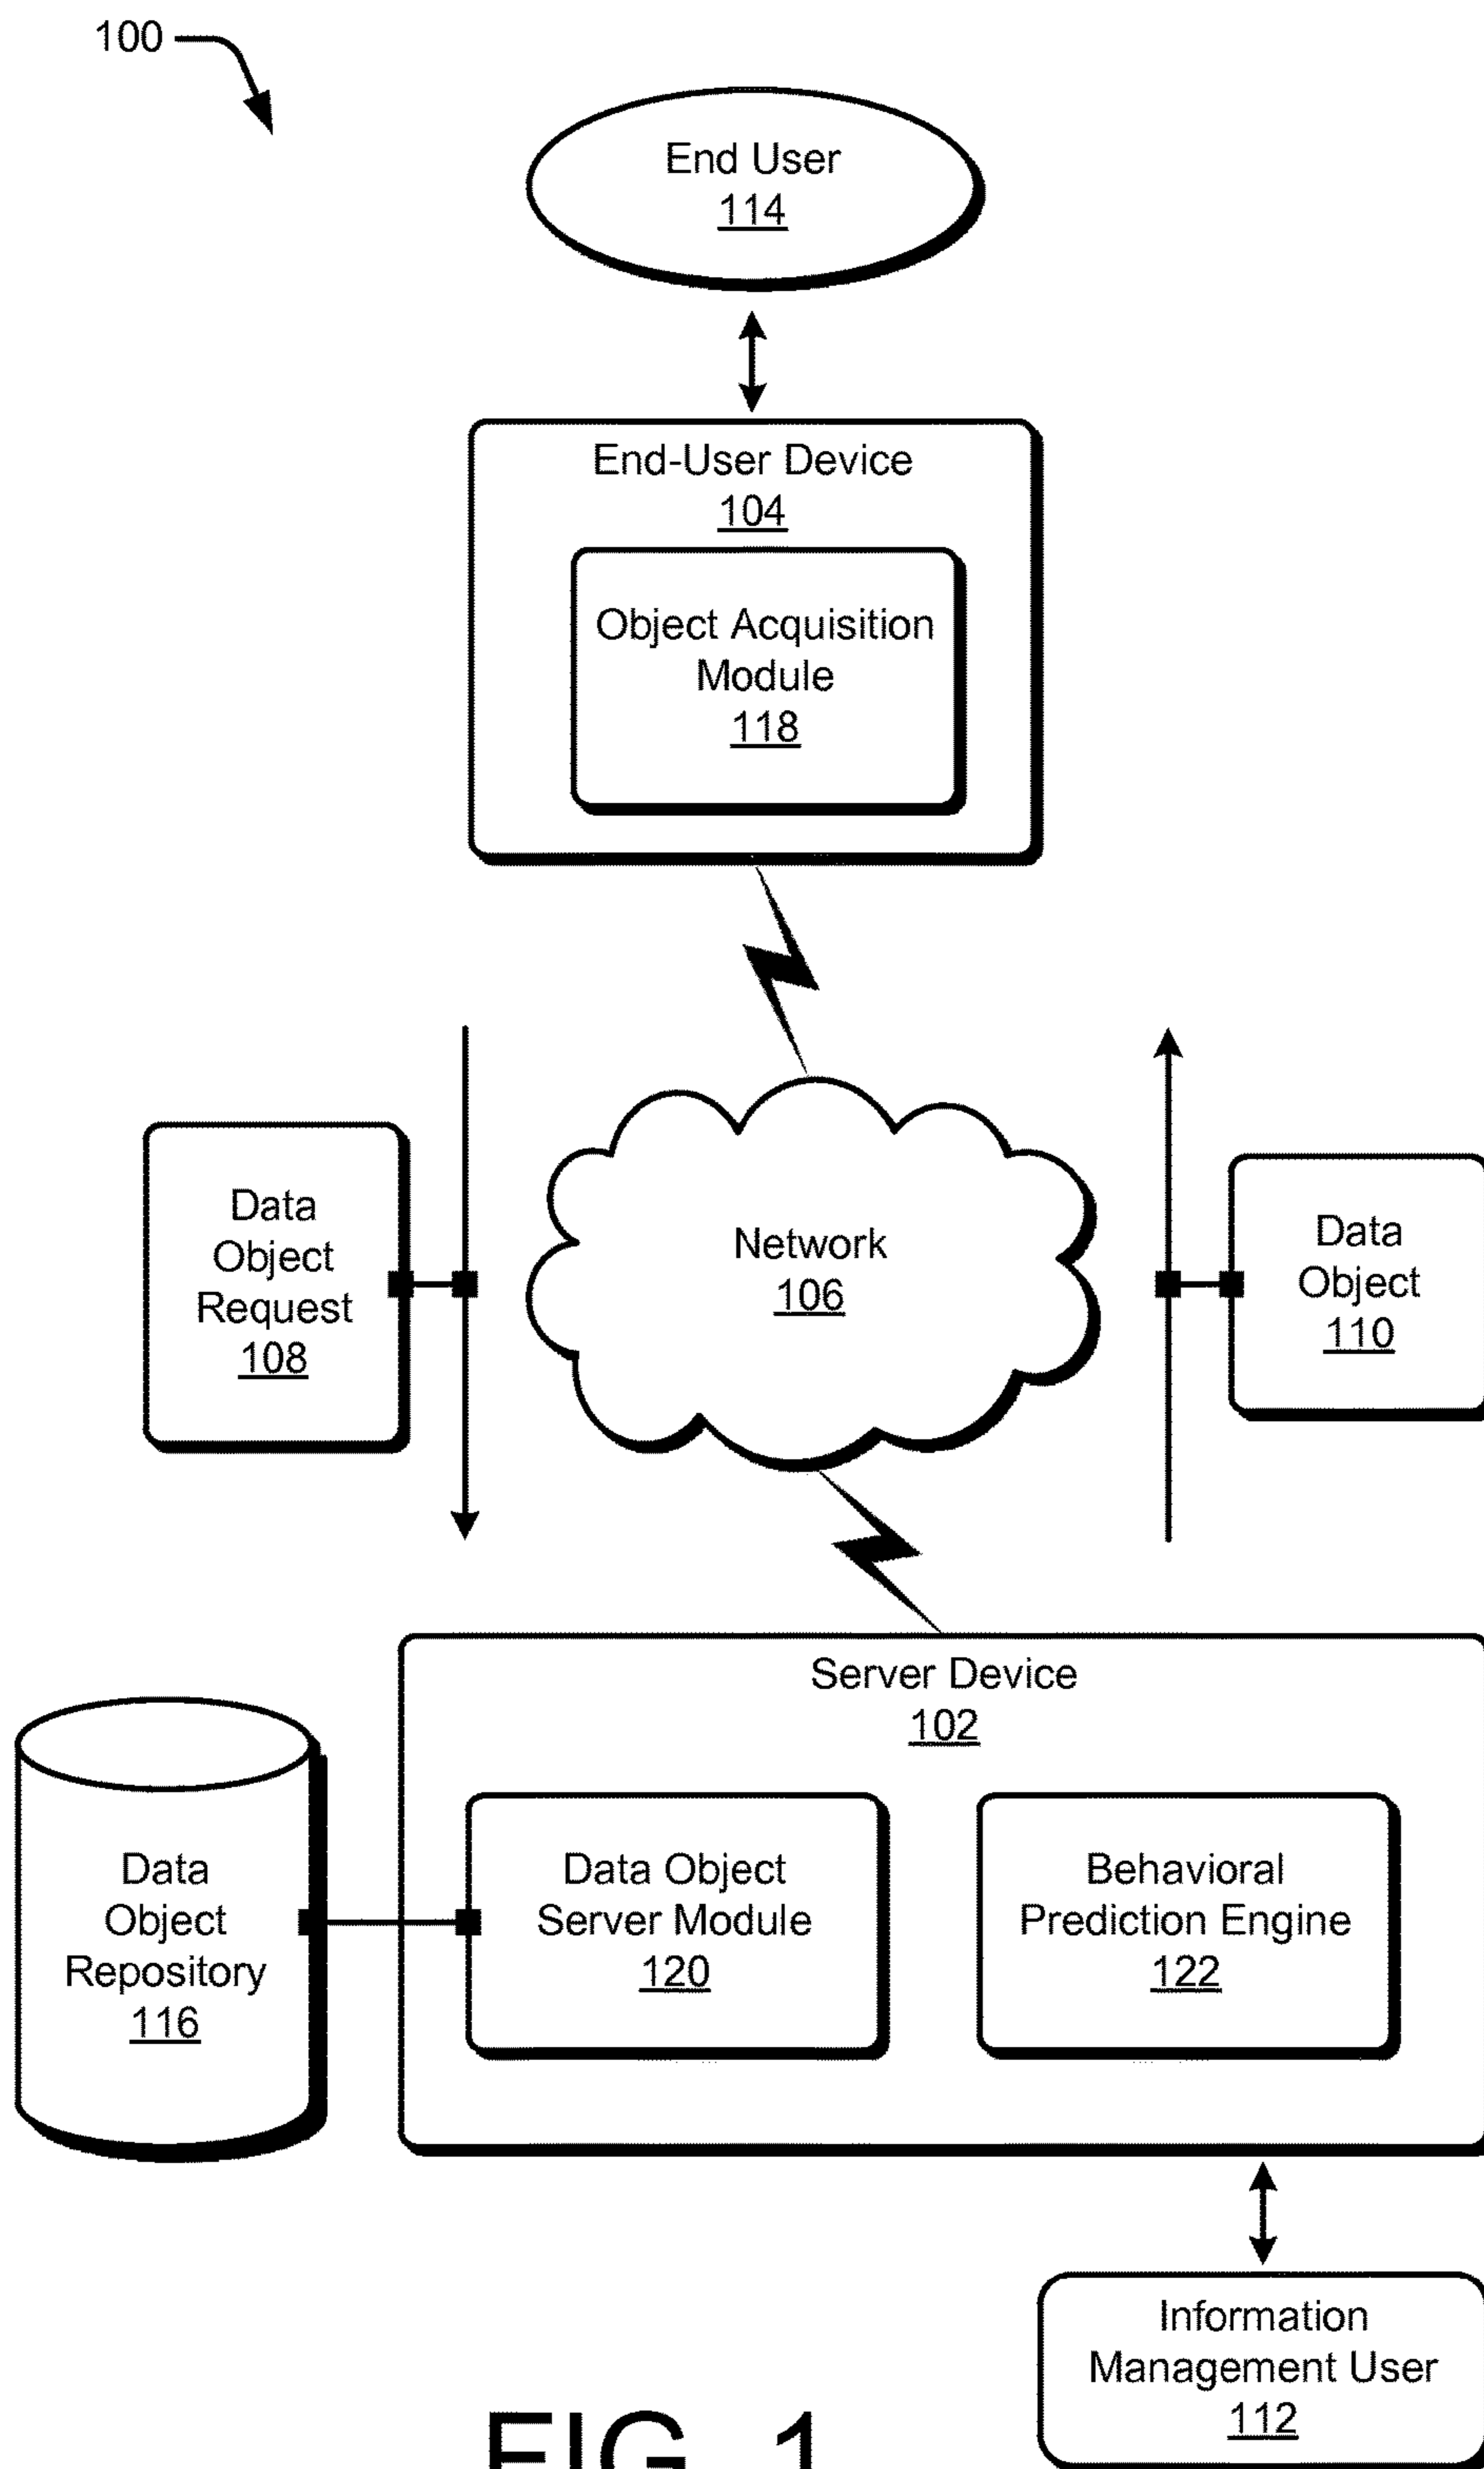 100
End User
114
End-User Device
104
Object Acquisition
Module
118
Data
Object
Request
108
Network
106
Data
Object
110
Server Device
102
Data
Object
Repository
116
Data Object
Server Module
120
Behavioral
Prediction Engine
122
Information
Management User
112
FIG. 1